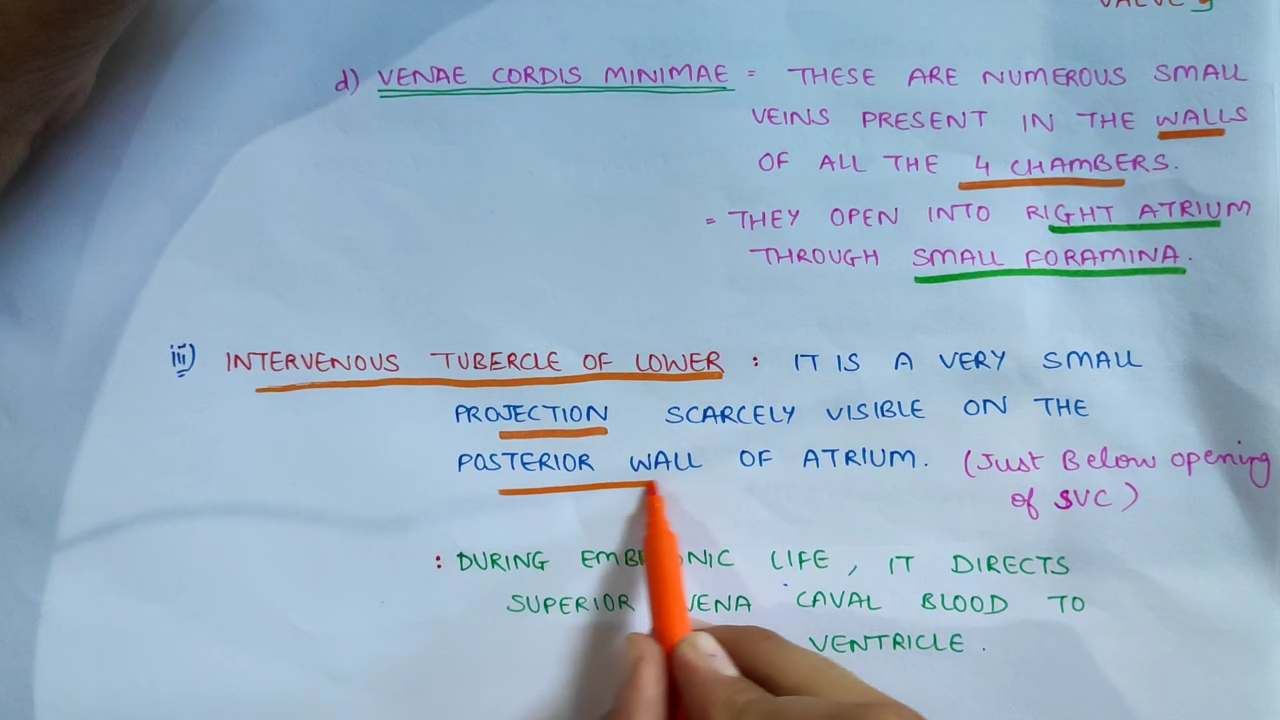 VALVE
d) VENAE CORDIS MINIMAE = THESE ARE NUMEROUS SMALL
VEINS PRESENT IN THE WALLS
OF ALL THE 4 CHAMBERS.
= THEY OPEN INTO RIGHT ATRIUM
THROUGH SMALL FORAMINA.
iii) INTERVENOUS TUBERCLE OF LOWER : IT IS A VERY SMALL
PROJECTION SCARCELY VISIBLE ON THE
POSTERIOR WALL OF ATRIUM. (Just Below opening
of SVC)
: DURING LIFE, IT DIRECTS
SUPERIOR CAVAL BLOOD TO
VENTRICLE.